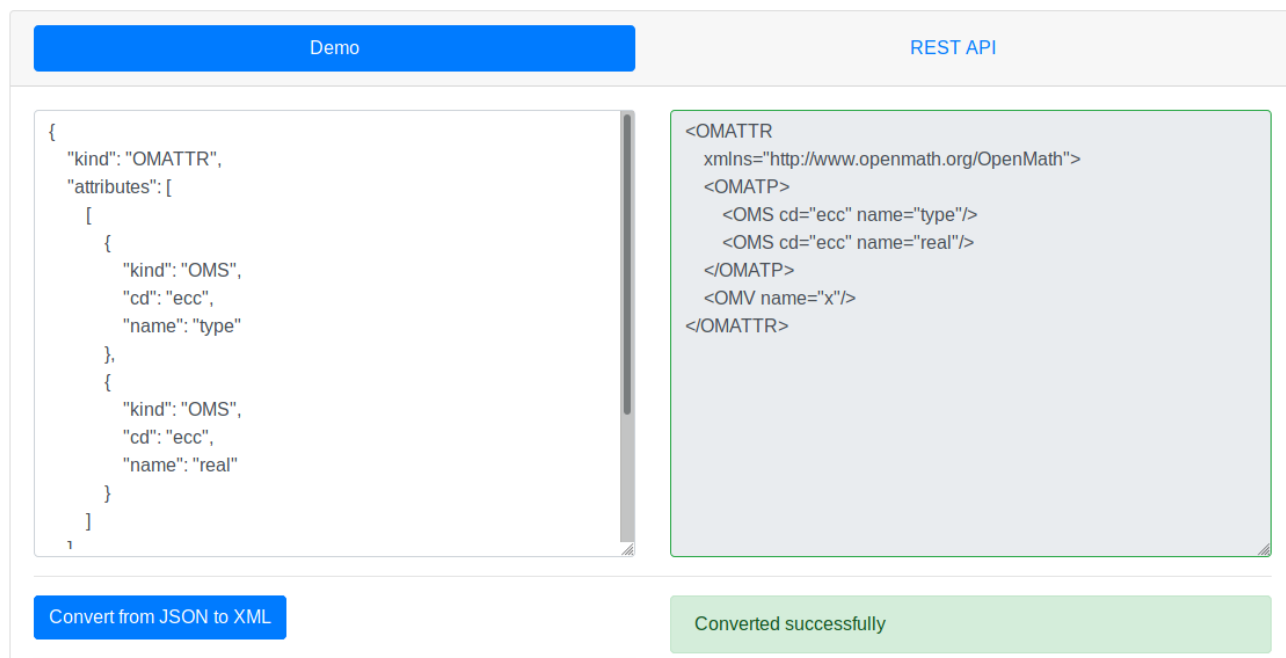 Demo
REST API
{
"kind": "OMATTR",
"attributes": [
[
{
"kind": "OMS",
"cd": "ecc",
"name": "type"
},
{
"kind": "OMS",
"cd": "ecc",
"name": "real"
}
]
]
<OMATTR
xmlns="http://www.openmath.org/OpenMath">
<OMATP>
<OMS cd="ecc" name="type"/>
<OMS cd="ecc" name="real"/>
</OMATP>
<OMV name="x"/>
</OMATTR>
Convert from JSON to XML
Converted successfully